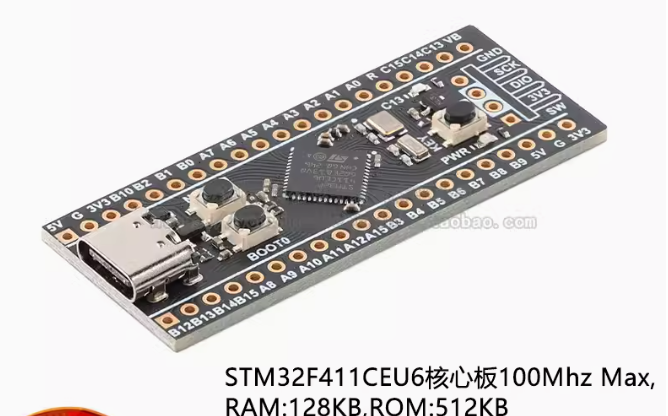 5V G 3V3 B10 B2 B1 B0 A7 A6 A5 A4 A3 A2 A1 A0 R C15 C14 C13 VB
GND
SCK
DIO
3V3
SW
C13
KEY
PWR
BOOT0
B12 B13 B14 B15 A8 A9 A10 A11 A12 A15 B3 B4 B5 B6 B7 B8 B9 5V G 3V3
taobao.com
STM32F411CEU6核心板100Mhz Max,
RAM:128KB,ROM:512KB